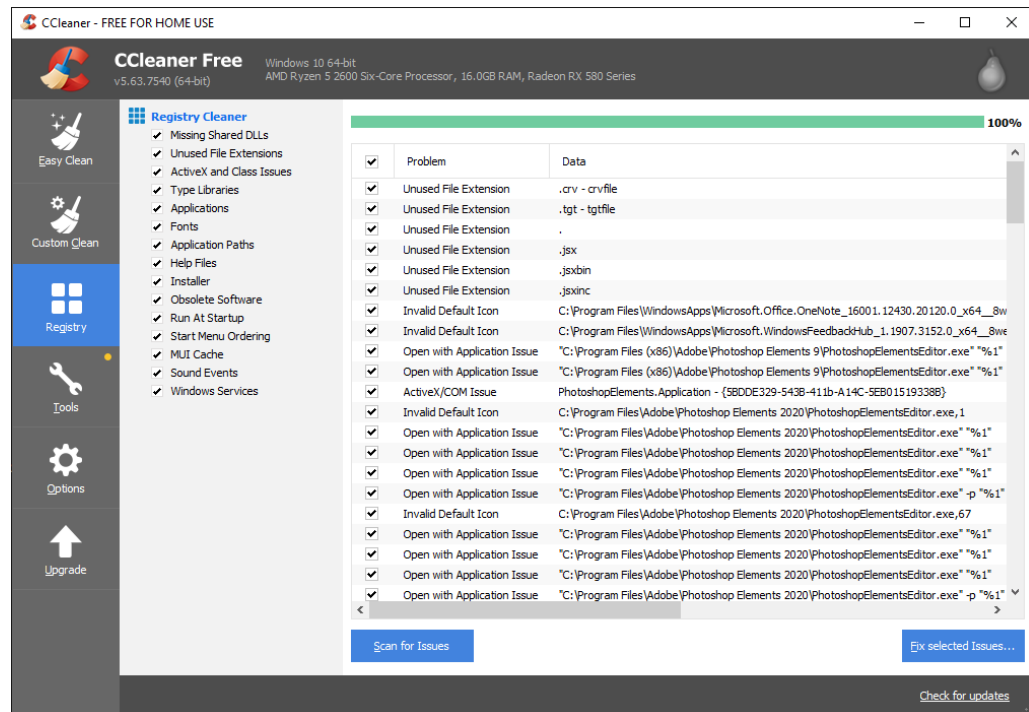 CCleaner - FREE FOR HOME USE
CCleaner Free
v5.63.7540 (64-bit)
Windows 10 64-bit
AMD Ryzen 5 2600 Six-Core Processor, 16.0GB RAM, Radeon RX 580 Series
Easy Clean
Custom Clean
Registry
Tools
Options
Upgrade
Registry Cleaner
Missing Shared DLLs
Unused File Extensions
ActiveX and Class Issues
Type Libraries
Applications
Fonts
Application Paths
Help Files
Installer
Obsolete Software
Run At Startup
Start Menu Ordering
MUI Cache
Sound Events
Windows Services
100%
Problem Data
Unused File Extension .crv - crvfile
Unused File Extension .tgt - tgtfile
Unused File Extension .
Unused File Extension .jsx
Unused File Extension .jsxbin
Unused File Extension .jsxinc
Invalid Default Icon C:\Program Files\WindowsApps\Microsoft.Office.OneNote_16001.12430.20120.0_x64__8w
Invalid Default Icon C:\Program Files\WindowsApps\Microsoft.WindowsFeedbackHub_1.1907.3152.0_x64__8we
Open with Application Issue "C:\Program Files (x86)\Adobe\Photoshop Elements 9\PhotoshopElementsEditor.exe" "%1"
Open with Application Issue "C:\Program Files (x86)\Adobe\Photoshop Elements 9\PhotoshopElementsEditor.exe" "%1"
ActiveX/COM Issue PhotoshopElements.Application - {5BDDE329-543B-411b-A14C-5EB01519338B}
Invalid Default Icon C:\Program Files\Adobe\Photoshop Elements 2020\PhotoshopElementsEditor.exe,1
Open with Application Issue "C:\Program Files\Adobe\Photoshop Elements 2020\PhotoshopElementsEditor.exe" "%1"
Open with Application Issue "C:\Program Files\Adobe\Photoshop Elements 2020\PhotoshopElementsEditor.exe" "%1"
Open with Application Issue "C:\Program Files\Adobe\Photoshop Elements 2020\PhotoshopElementsEditor.exe" "%1"
Open with Application Issue "C:\Program Files\Adobe\Photoshop Elements 2020\PhotoshopElementsEditor.exe" -p "%1"
Invalid Default Icon C:\Program Files\Adobe\Photoshop Elements 2020\PhotoshopElementsEditor.exe,67
Open with Application Issue "C:\Program Files\Adobe\Photoshop Elements 2020\PhotoshopElementsEditor.exe" "%1"
Open with Application Issue "C:\Program Files\Adobe\Photoshop Elements 2020\PhotoshopElementsEditor.exe" "%1"
Open with Application Issue "C:\Program Files\Adobe\Photoshop Elements 2020\PhotoshopElementsEditor.exe" "%1"
Open with Application Issue "C:\Program Files\Adobe\Photoshop Elements 2020\PhotoshopElementsEditor.exe" -p "%1"
Scan for Issues
Fix selected Issues...
Check for updates